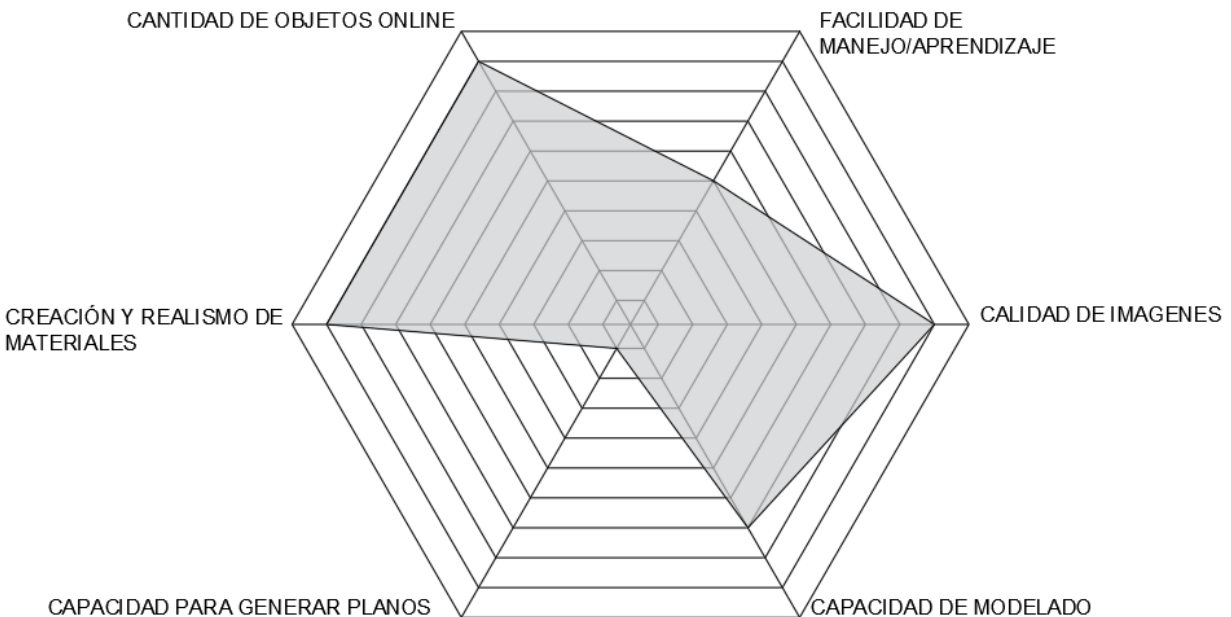 CANTIDAD DE OBJETOS ONLINE
FACILIDAD DE
MANEJO/APRENDIZAJE
CREACIÓN Y REALISMO DE
MATERIALES
CALIDAD DE IMAGENES
CAPACIDAD PARA GENERAR PLANOS
CAPACIDAD DE MODELADO